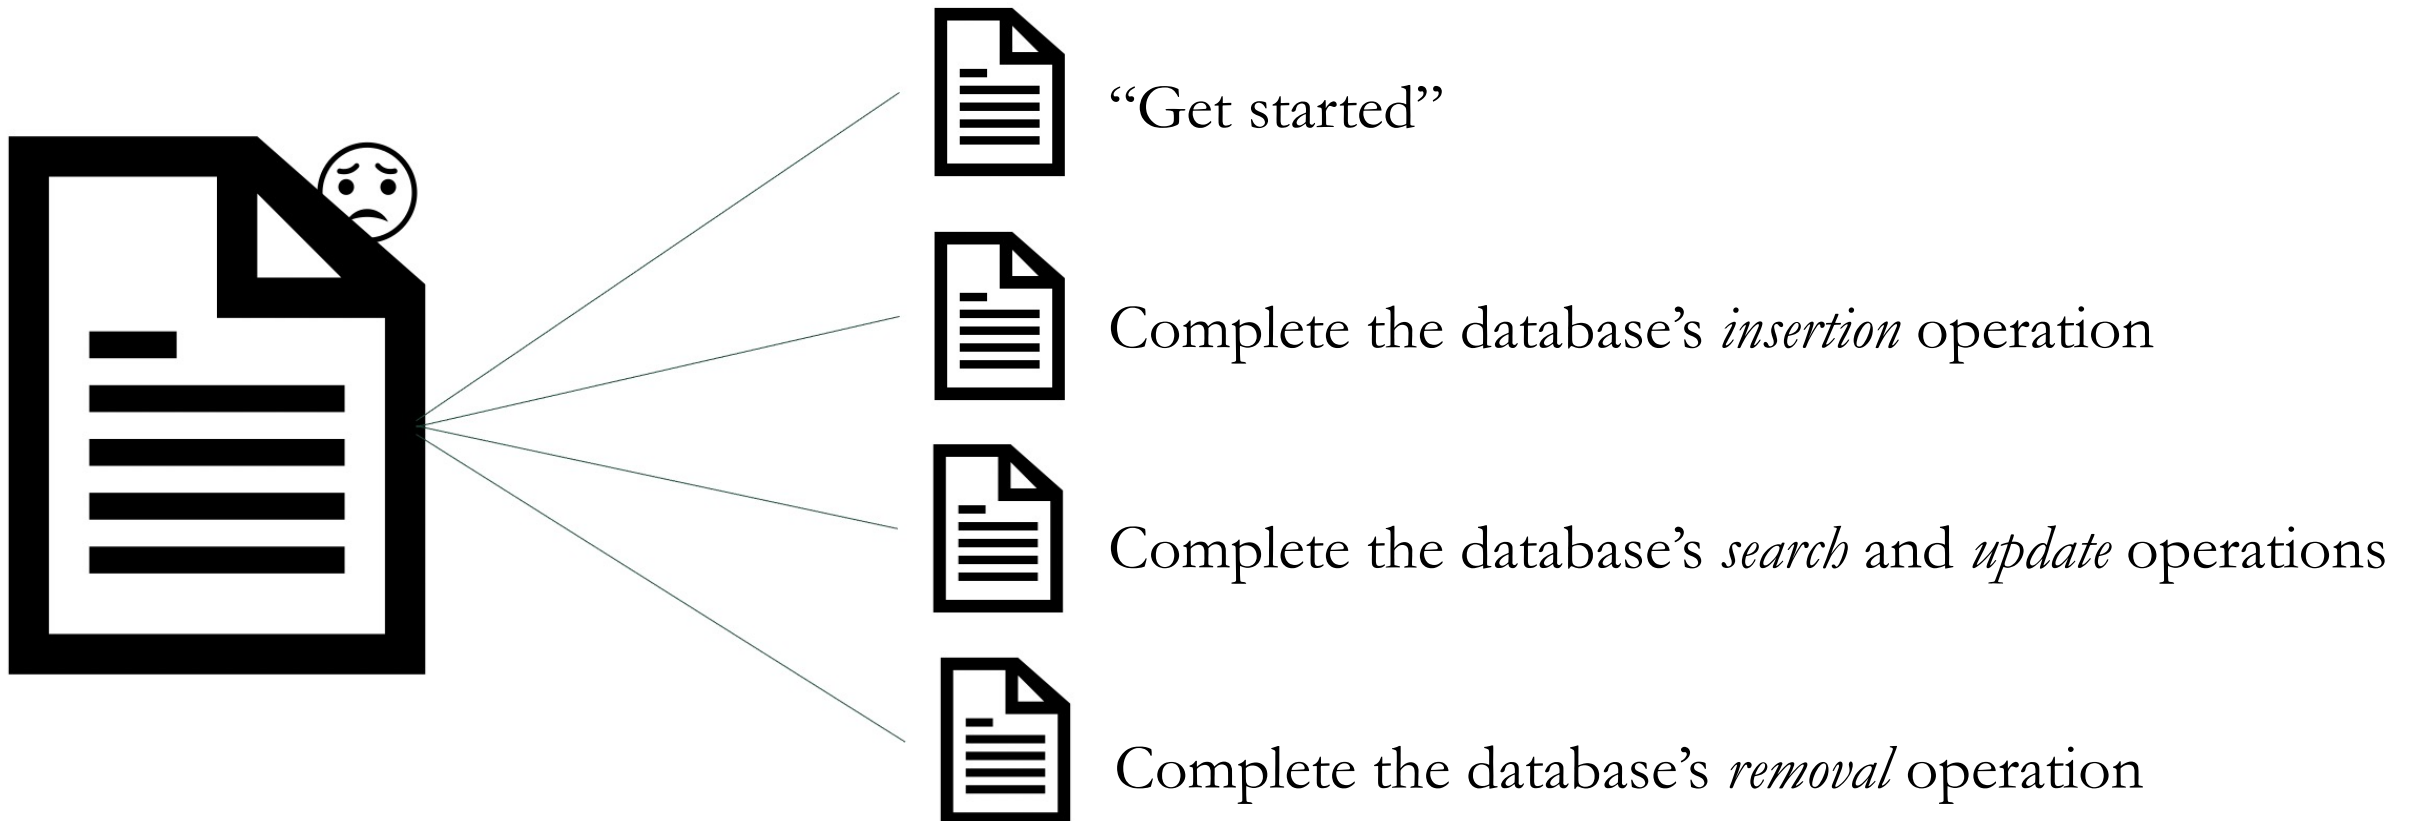 “Get started”
Complete the database’s insertion operation
Complete the database’s search and update operations
Complete the database’s removal operation